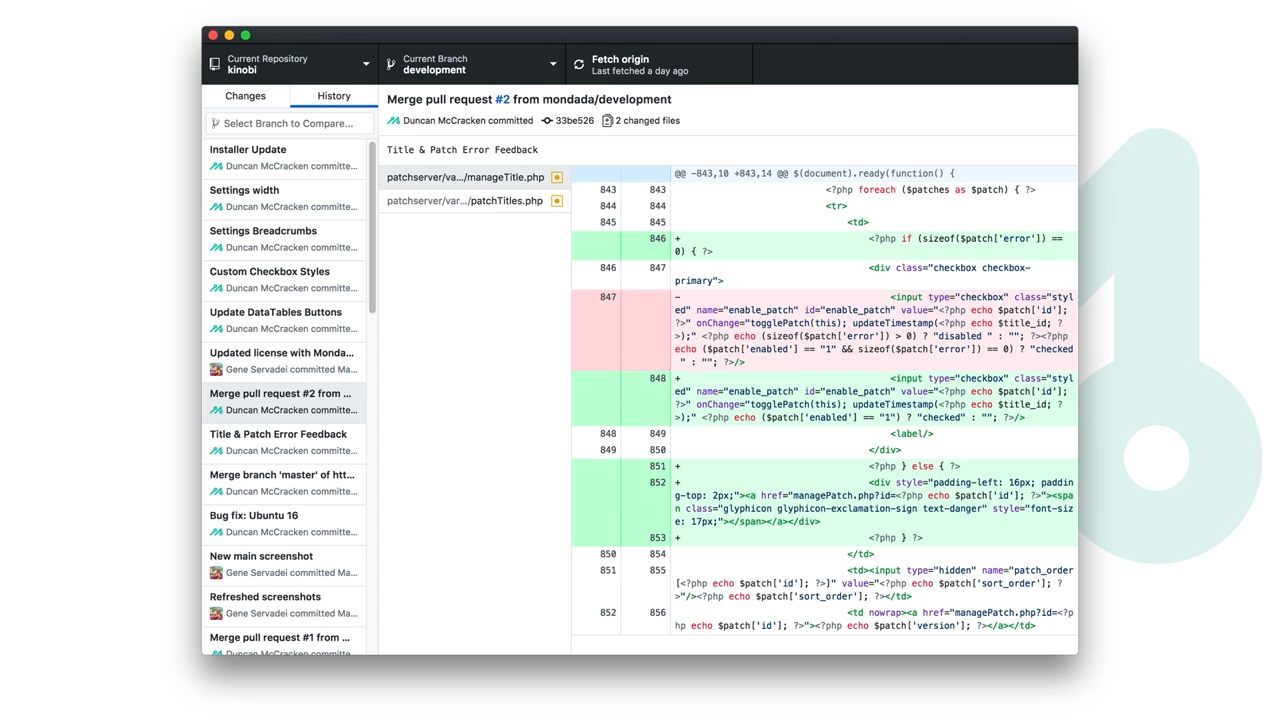 Current Repository
kinobi
Current Branch
development
Fetch origin
Last fetched a day ago
Changes
History
Select Branch to Compare...
Installer Update
Duncan McCracken committe...
Settings width
Duncan McCracken committe...
Settings Breadcrumbs
Duncan McCracken committe...
Custom Checkbox Styles
Duncan McCracken committe...
Update DataTables Buttons
Duncan McCracken committe...
Updated license with Monda...
Gene Servadei committed Ma...
Merge pull request #2 from ...
Duncan McCracken committe...
Title & Patch Error Feedback
Duncan McCracken committe...
Merge branch 'master' of htt...
Duncan McCracken committe...
Bug fix: Ubuntu 16
Duncan McCracken committe...
New main screenshot
Gene Servadei committed Ma...
Refreshed screenshots
Gene Servadei committed Ma...
Merge pull request #1 from ...
Duncan McCracken committe...
Merge pull request #2 from mondada/development
Duncan McCracken committed 33be526 2 changed files
Title & Patch Error Feedback
patchserver/va.../manageTitle.php
patchserver/var.../patchTitles.php
@@ -843,10 +843,14 @@ $(document).ready(function() {
843 843 <?php foreach ($patches as $patch) { ?>
844 844 <tr>
845 845 <td>
846 + <?php if (sizeof($patch['error']) ==
0) { ?>
846 847 <div class="checkbox checkbox-
primary">
847 - <input type="checkbox" class="styl
ed" name="enable_patch" id="enable_patch" value="<?php echo $patch['id'];
?>" onChange="togglePatch(this); updateTimestamp(<?php echo $title_id; ?
>);" <?php echo (sizeof($patch['error']) > 0) ? "disabled " : ""; ?><?php
echo ($patch['enabled'] == "1" && sizeof($patch['error']) == 0) ? "checked
" : ""; ?>/>
848 + <input type="checkbox" class="styl
ed" name="enable_patch" id="enable_patch" value="<?php echo $patch['id'];
?>" onChange="togglePatch(this); updateTimestamp(<?php echo $title_id; ?
>);" <?php echo ($patch['enabled'] == "1") ? "checked" : ""; ?>/>
848 849 <label/>
849 850 </div>
851 + <?php } else { ?>
852 + <div style="padding-left: 16px; paddin
g-top: 2px;"><a href="managePatch.php?id=<?php echo $patch['id']; ?>"><spa
n class="glyphicon glyphicon-exclamation-sign text-danger" style="font-siz
e: 17px;"></span></a></div>
853 + <?php } ?>
850 854 </td>
851 855 <td><input type="hidden" name="patch_order
[<?php echo $patch['id']; ?>]" value="<?php echo $patch['sort_order']; ?
>"/><?php echo $patch['sort_order']; ?></td>
852 856 <td nowrap><a href="managePatch.php?id=<?p
hp echo $patch['id']; ?>"><?php echo $patch['version']; ?></a></td>